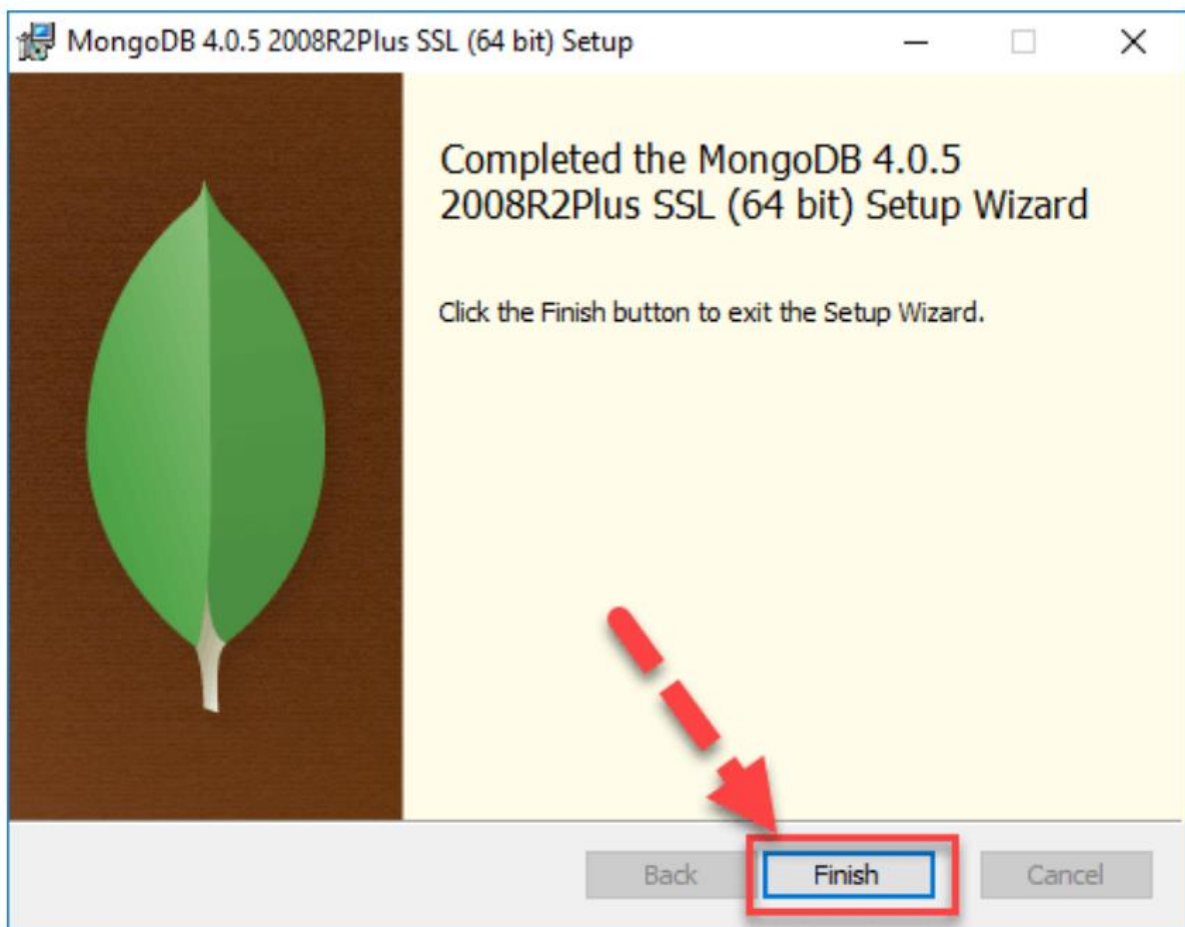 MongoDB 4.0.5 2008R2Plus SSL (64 bit) Setup
Completed the MongoDB 4.0.5
2008R2Plus SSL (64 bit) Setup Wizard
Click the Finish button to exit the Setup Wizard.
Back
Finish
Cancel